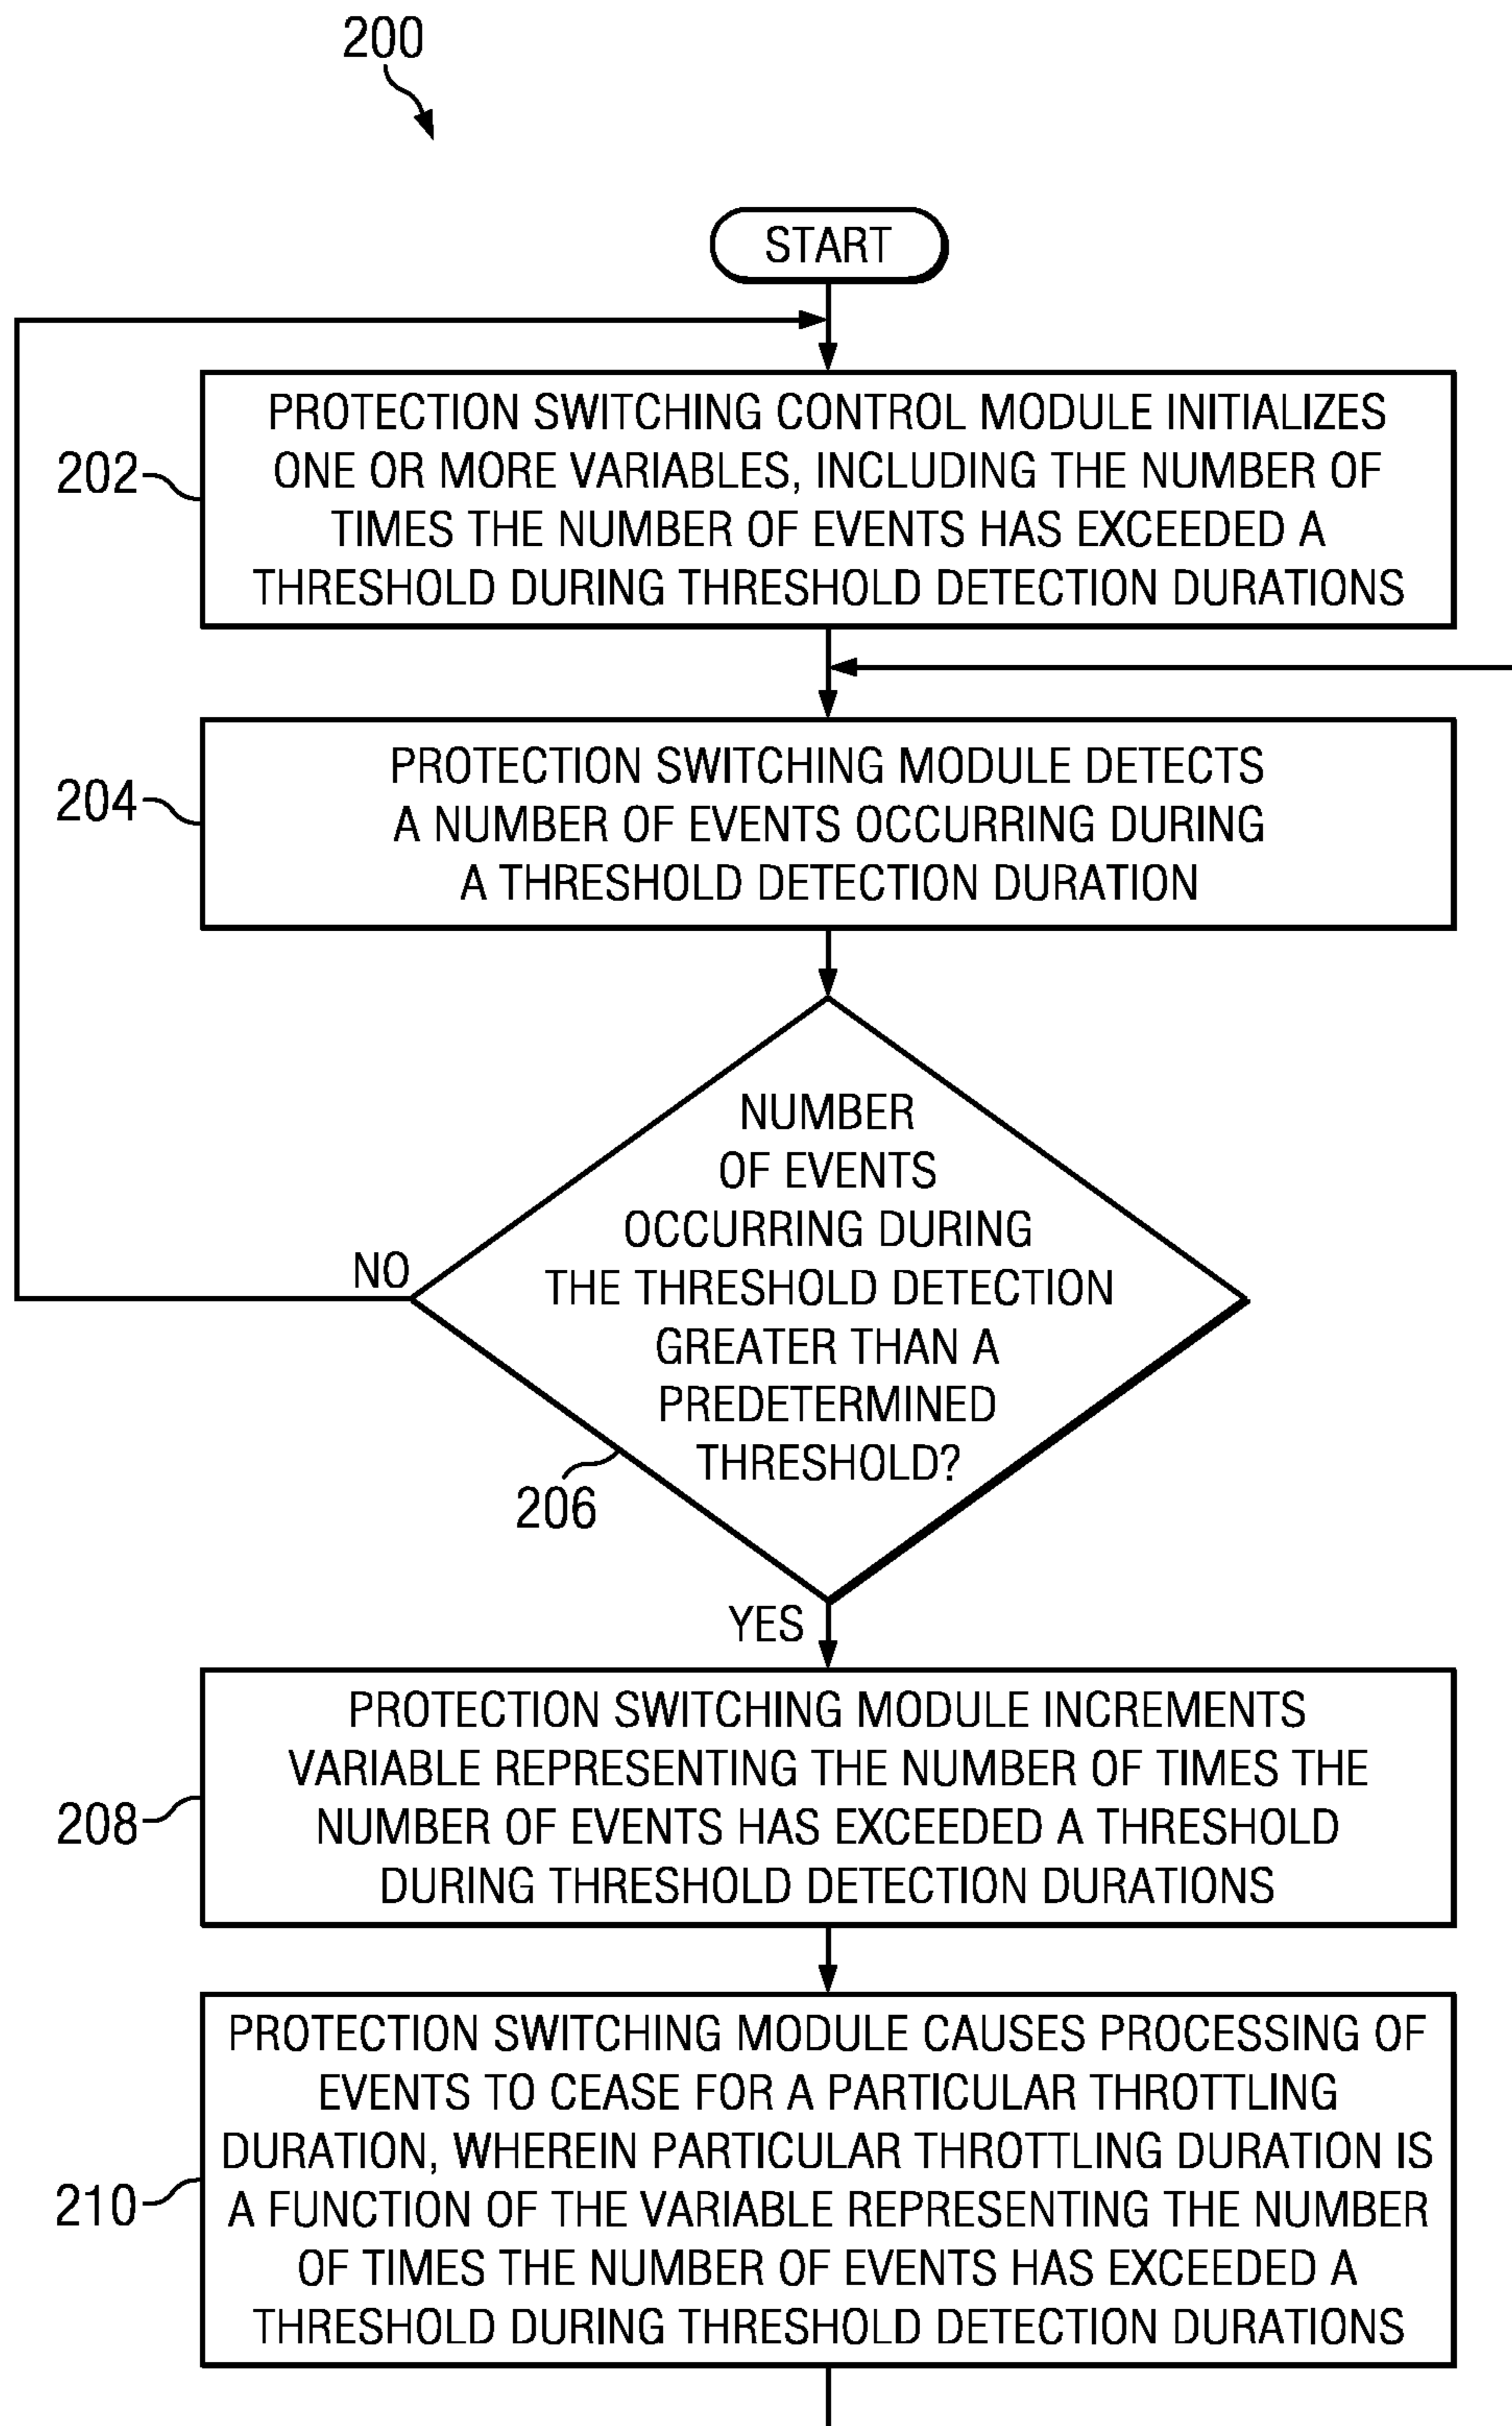 200
START
PROTECTION SWITCHING CONTROL MODULE INITIALIZES
ONE OR MORE VARIABLES, INCLUDING THE NUMBER OF
TIMES THE NUMBER OF EVENTS HAS EXCEEDED A
THRESHOLD DURING THRESHOLD DETECTION DURATIONS
202
PROTECTION SWITCHING MODULE DETECTS
A NUMBER OF EVENTS OCCURRING DURING
A THRESHOLD DETECTION DURATION
204
NUMBER
OF EVENTS
OCCURRING DURING
THE THRESHOLD DETECTION
GREATER THAN A
PREDETERMINED
THRESHOLD?
NO
206
YES
PROTECTION SWITCHING MODULE INCREMENTS
VARIABLE REPRESENTING THE NUMBER OF TIMES THE
NUMBER OF EVENTS HAS EXCEEDED A THRESHOLD
DURING THRESHOLD DETECTION DURATIONS
208
PROTECTION SWITCHING MODULE CAUSES PROCESSING OF
EVENTS TO CEASE FOR A PARTICULAR THROTTLING
DURATION, WHEREIN PARTICULAR THROTTLING DURATION IS
A FUNCTION OF THE VARIABLE REPRESENTING THE NUMBER
OF TIMES THE NUMBER OF EVENTS HAS EXCEEDED A
THRESHOLD DURING THRESHOLD DETECTION DURATIONS
210